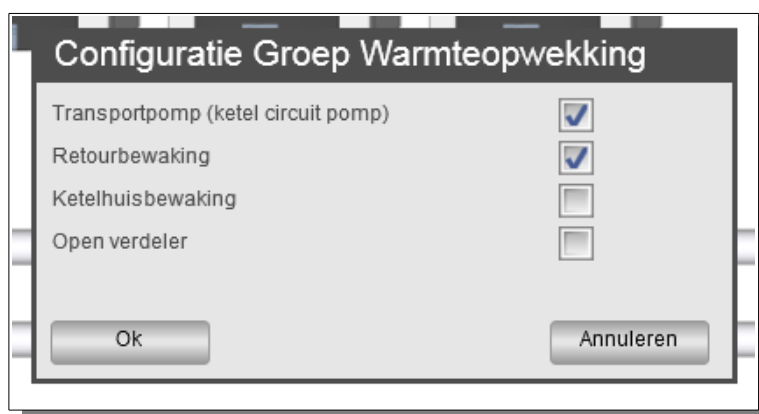 Configuratie Groep Warmteopwekking
Transportpomp (ketel circuit pomp)
Retourbewaking
Ketelhuisbewaking
Open verdeler
Ok
Annuleren